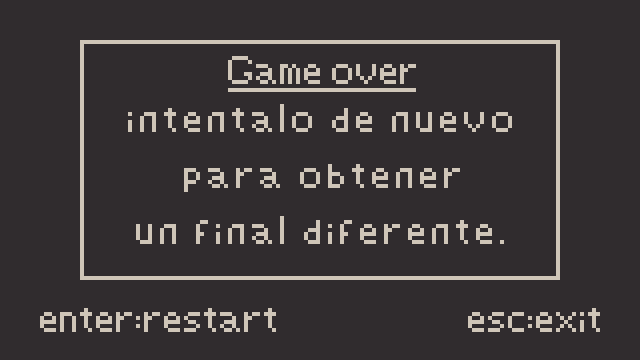 Game over
intentalo de nuevo
para obtener
un final diferente.
enter:restart
esc:exit